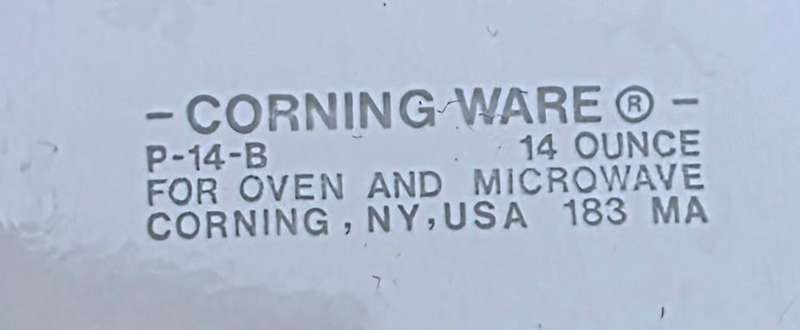 - CORNING WARE ® -
P-14-B 14 OUNCE
FOR OVEN AND MICROWAVE
CORNING, NY, USA 183 MA